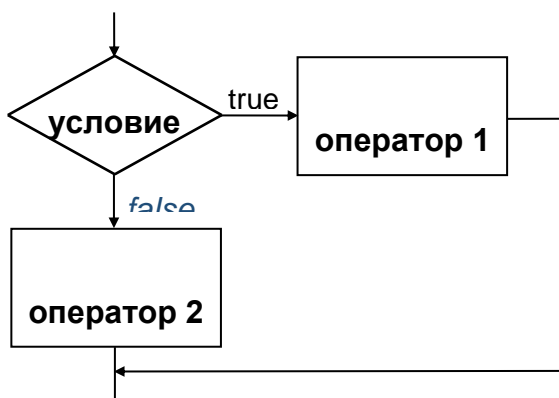 условие
true
оператор 1
false
оператор 2